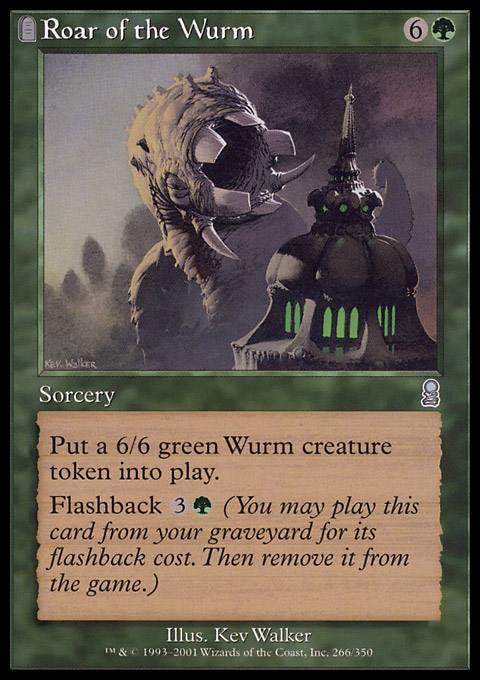 Roar of the Wurm 6
KEV. WALKER
Sorcery
Put a 6/6 green Wurm creature
token into play.
Flashback 3 (You may play this
card from your graveyard for its
flashback cost. Then remove it from
the game.)
Illus. Kev Walker
™ & © 1993–2001 Wizards of the Coast, Inc. 266/350